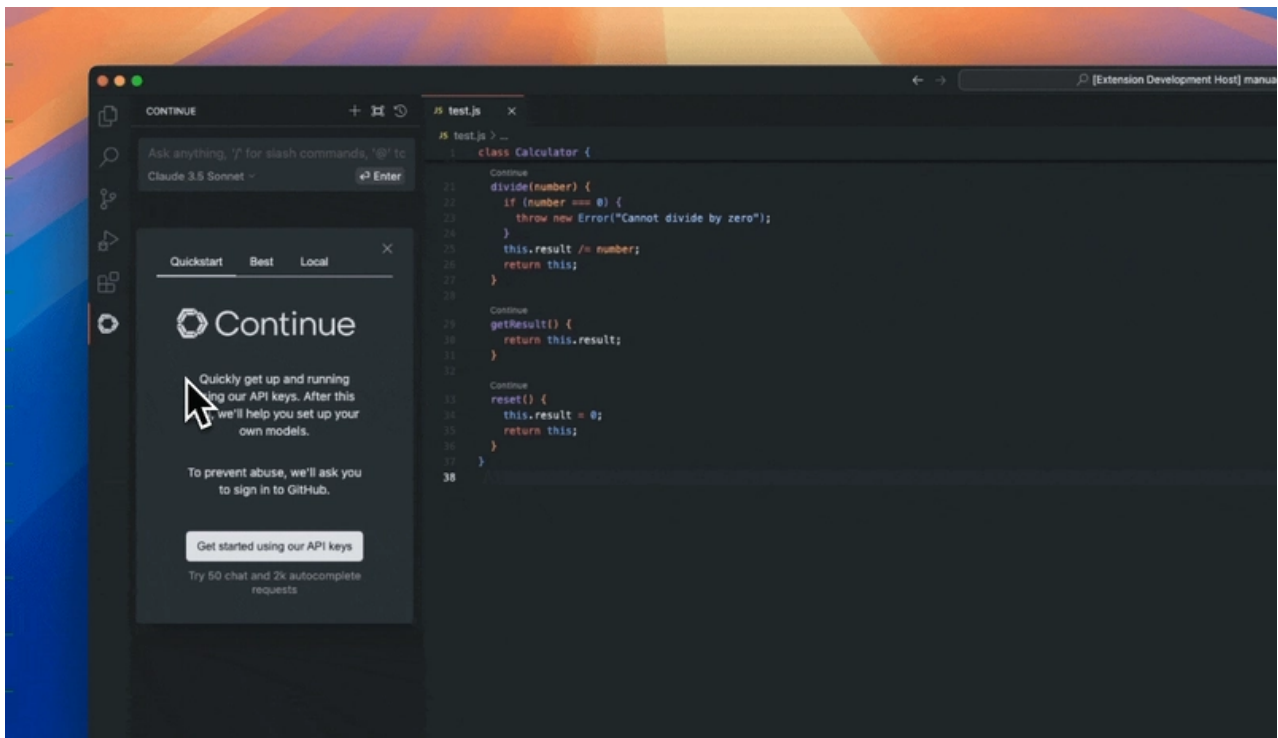 [Extension Development Host] manua
CONTINUE
Ask anything, '/' for slash commands, '@' to
Claude 3.5 Sonnet
Enter
Quickstart Best Local
Continue
Quickly get up and running
our API keys. After this
we'll help you set up your
own models.
To prevent abuse, we'll ask you
to sign in to GitHub.
Get started using our API keys
Try 50 chat and 2k autocomplete
requests
JS test.js
JS test.js > ...
1 class Calculator {
Continue
21 divide(number) {
22 if (number === 0) {
23 throw new Error("Cannot divide by zero");
24 }
25 this.result /= number;
26 return this;
27 }
28
Continue
29 getResult() {
30 return this.result;
31 }
32
Continue
33 reset() {
34 this.result = 0;
35 return this;
36 }
37 }
38